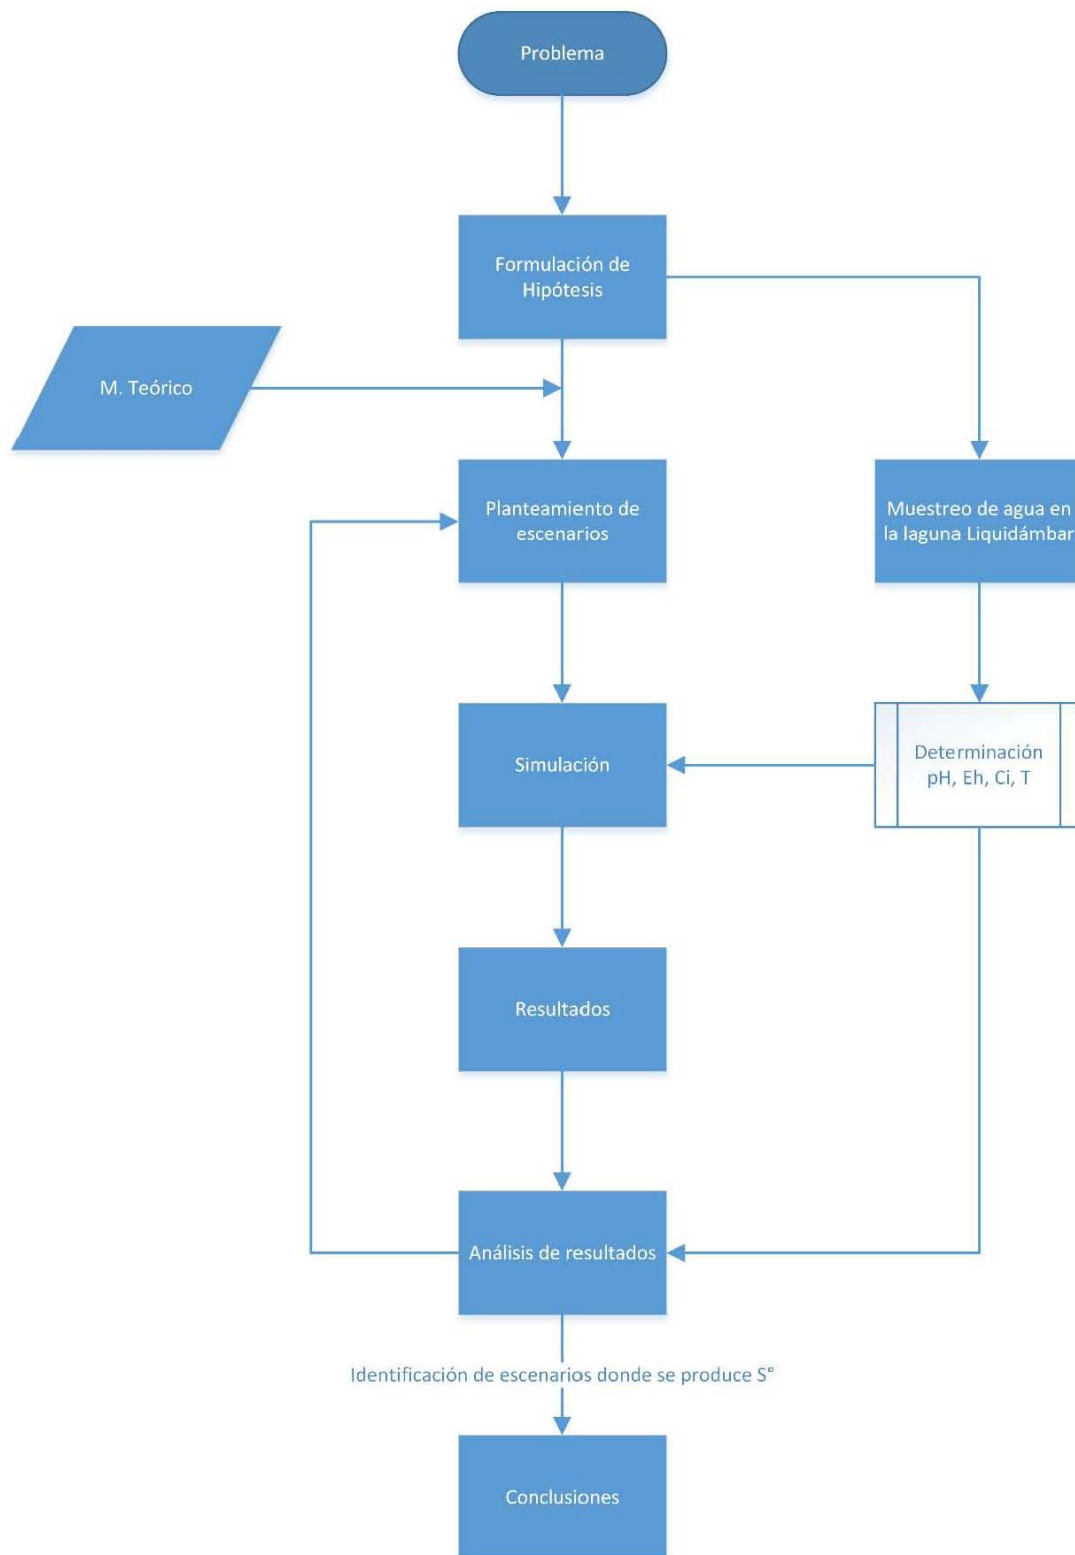 Problema
Formulación de
Hipótesis
M. Teórico
Planteamiento de
escenarios
Muestreo de agua en
la laguna Liquidámbar
Simulación
Determinación
pH, Eh, Ci, T
Resultados
Análisis de resultados
Identificación de escenarios donde se produce S°
Conclusiones